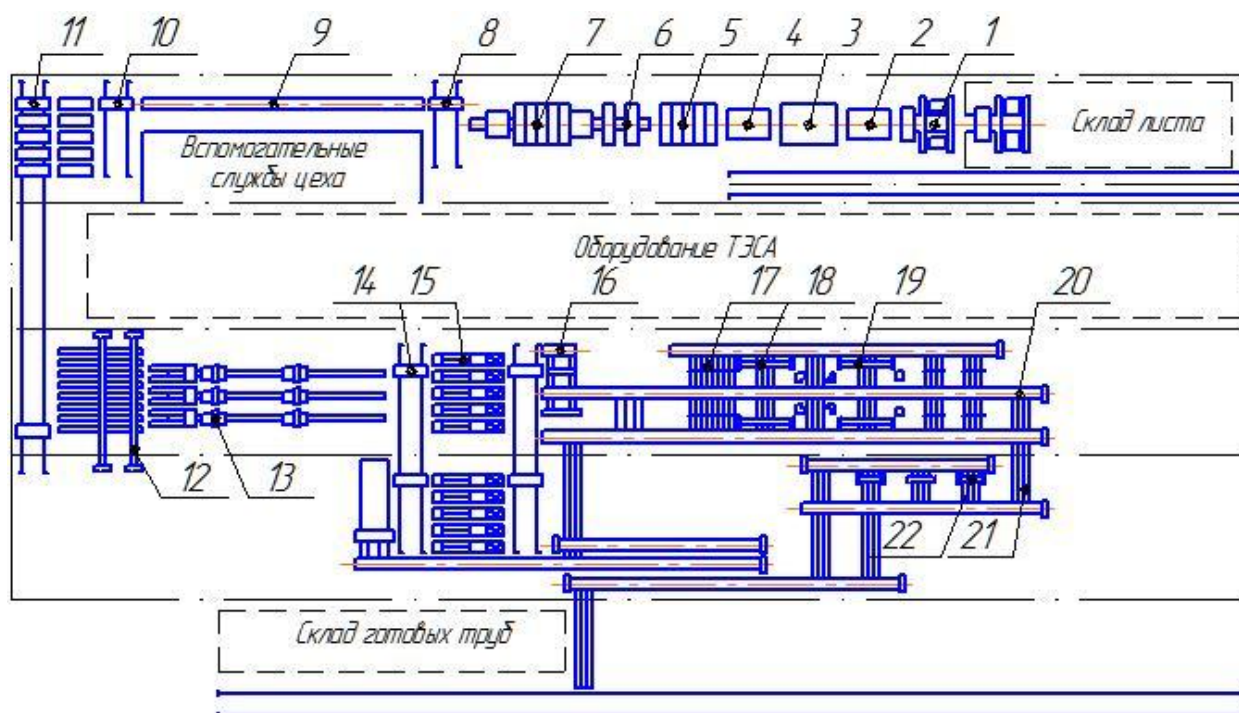 11 10 9 8 7 6 5 4 3 2 1
Склад листа
Вспомагательные
службы цеха
Оборудование ТЭСА
14 15 16 17 18 19 20
12 13
22 21
Склад готовых труб